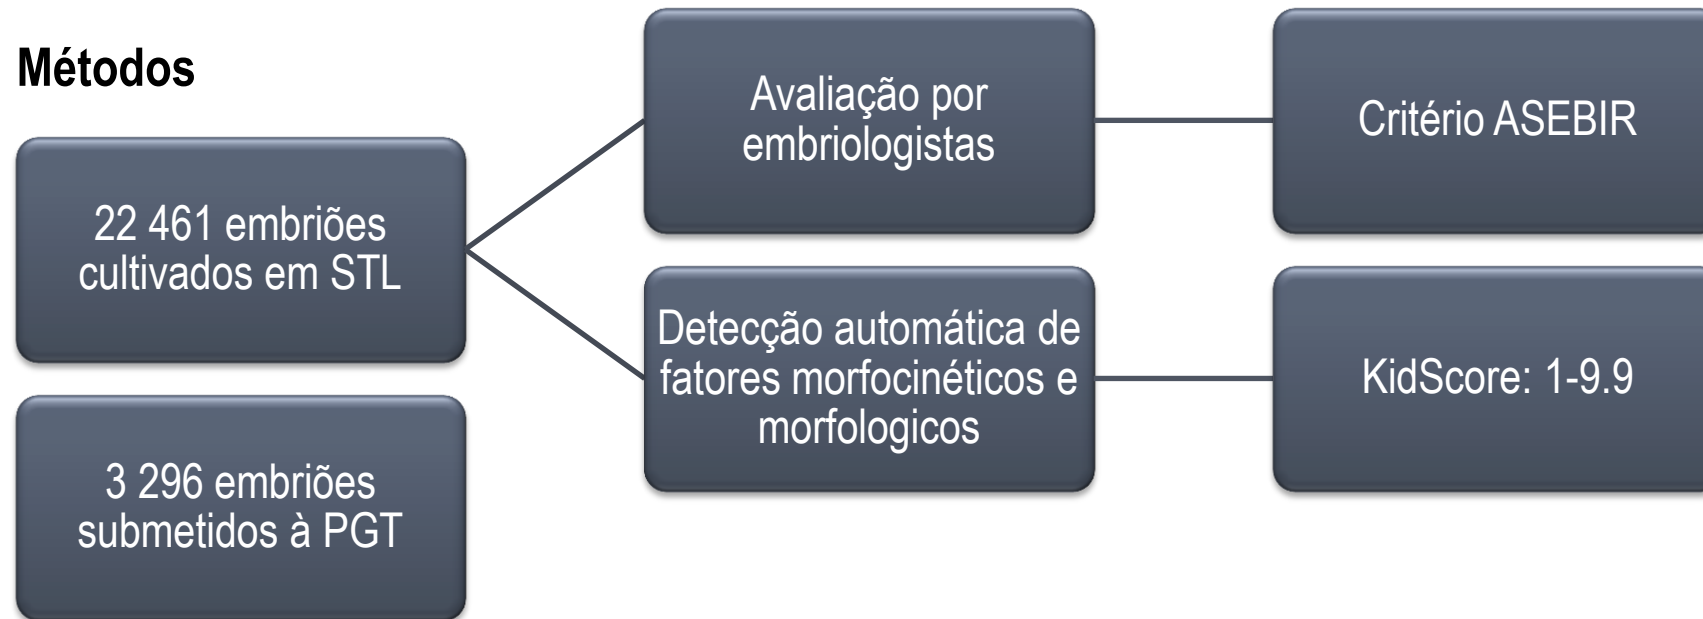 Métodos
22 461 embriões
cultivados em STL
3 296 embriões
submetidos à PGT
Avaliação por
embriologistas
Detecção automática de
fatores morfocinéticos e
morfologicos
Critério ASEBIR
KidScore: 1-9.9